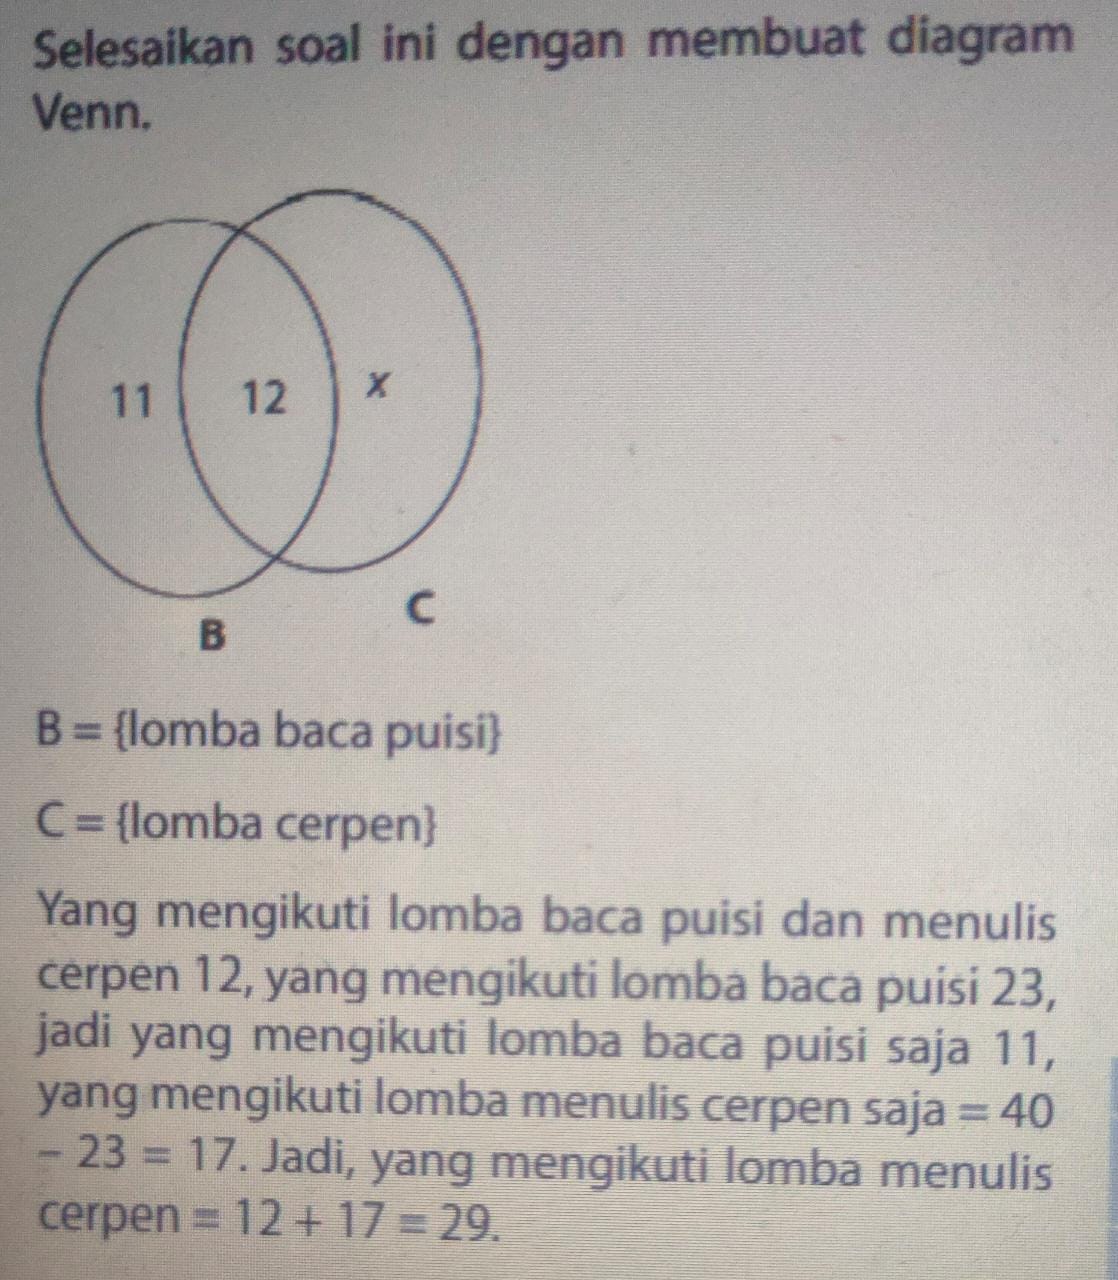 Selesaikan soal ini dengan membuat diagram
Venn.
11 12 x
C
B
B = {lomba baca puisi}
C = {lomba cerpen}
Yang mengikuti lomba baca puisi dan menulis
cerpen 12, yang mengikuti lomba baca puisi 23,
jadi yang mengikuti lomba baca puisi saja 11,
yang mengikuti lomba menulis cerpen saja = 40
– 23 = 17. Jadi, yang mengikuti lomba menulis
cerpen = 12 + 17 = 29.